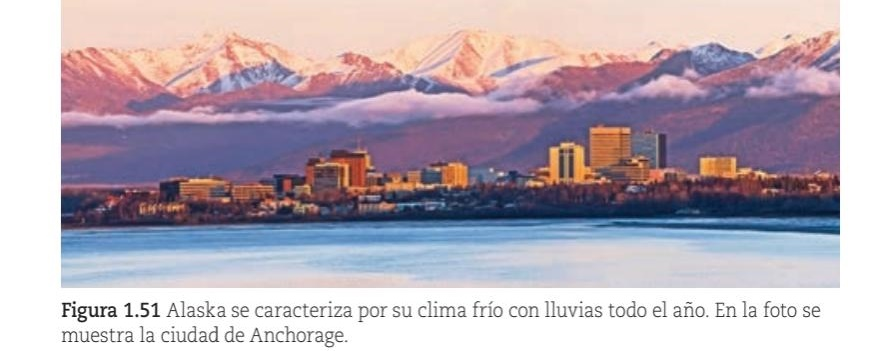 Figura 1.51 Alaska se caracteriza por su clima frío con lluvias todo el año. En la foto se
muestra la ciudad de Anchorage.